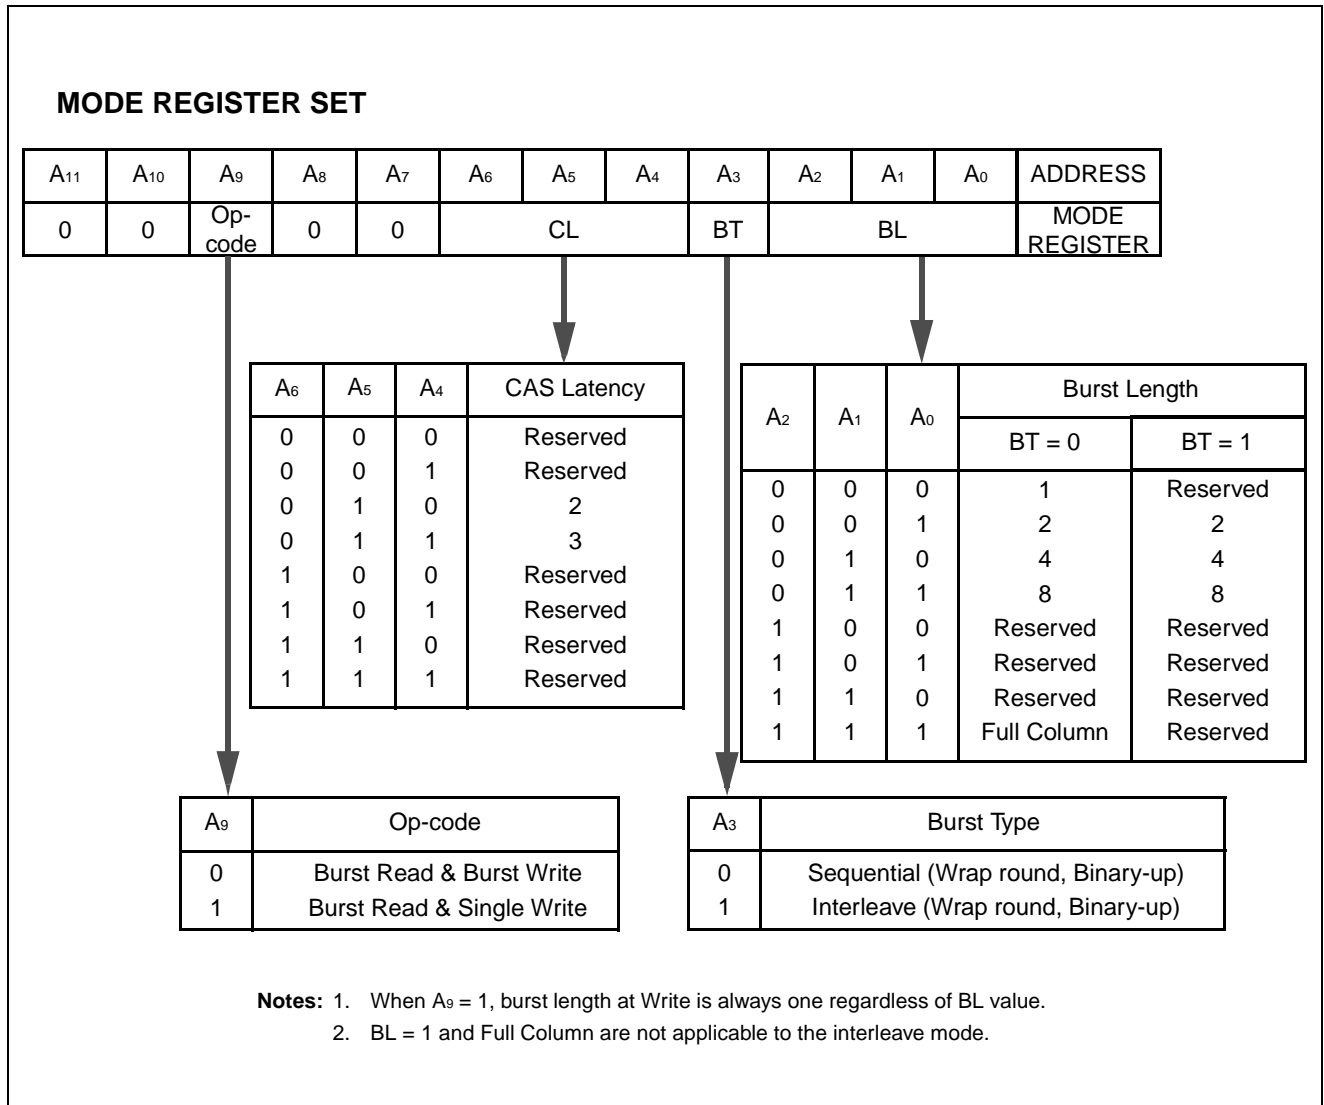 MODE REGISTER SET
A11 A10 A9 A8 A7 A6 A5 A4 A3 A2 A1 A0 ADDRESS
0 0 Op-code 0 0 CL BT BL MODE REGISTER
A6 A5 A4 CAS Latency
0 0 0 Reserved
0 0 1 Reserved
0 1 0 2
0 1 1 3
1 0 0 Reserved
1 0 1 Reserved
1 1 0 Reserved
1 1 1 Reserved
A2 A1 A0 Burst Length
BT = 0 BT = 1
0 0 0 1 Reserved
0 0 1 2 2
0 1 0 4 4
0 1 1 8 8
1 0 0 Reserved Reserved
1 0 1 Reserved Reserved
1 1 0 Reserved Reserved
1 1 1 Full Column Reserved
A9 Op-code
0 Burst Read & Burst Write
1 Burst Read & Single Write
A3 Burst Type
0 Sequential (Wrap round, Binary-up)
1 Interleave (Wrap round, Binary-up)
Notes: 1. When A9 = 1, burst length at Write is always one regardless of BL value.
2. BL = 1 and Full Column are not applicable to the interleave mode.